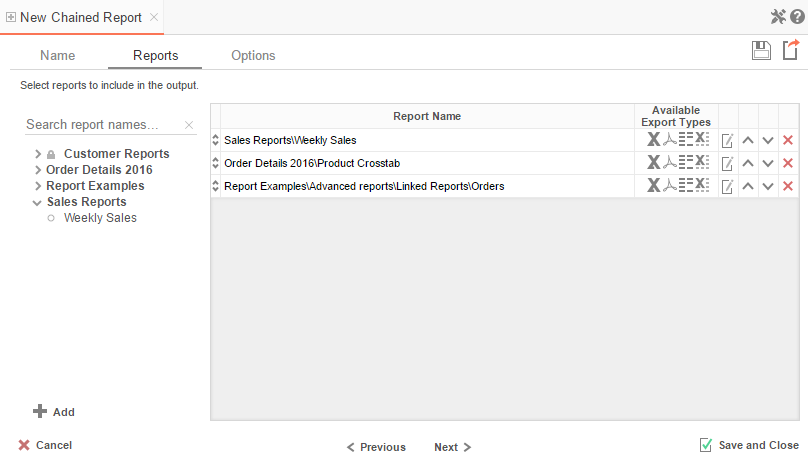 New Chained Report
Name
Reports
Options
Select reports to include in the output.
Search report names...
Customer Reports
Order Details 2016
Report Examples
Sales Reports
Weekly Sales
Add
Report Name
Available
Export Types
Sales Reports\Weekly Sales
Order Details 2016\Product Crosstab
Report Examples\Advanced reports\Linked Reports\Orders
Cancel
Previous
Next
Save and Close